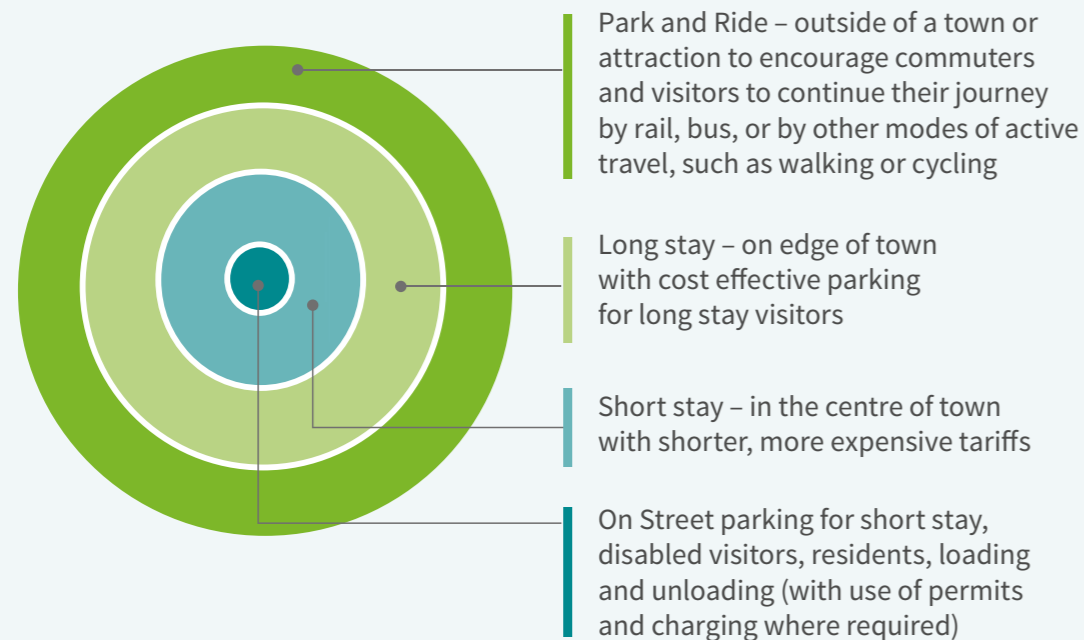 Park and Ride – outside of a town or
attraction to encourage commuters
and visitors to continue their journey
by rail, bus, or by other modes of active
travel, such as walking or cycling
Long stay – on edge of town
with cost effective parking
for long stay visitors
Short stay – in the centre of town
with shorter, more expensive tariffs
On Street parking for short stay,
disabled visitors, residents, loading
and unloading (with use of permits
and charging where required)